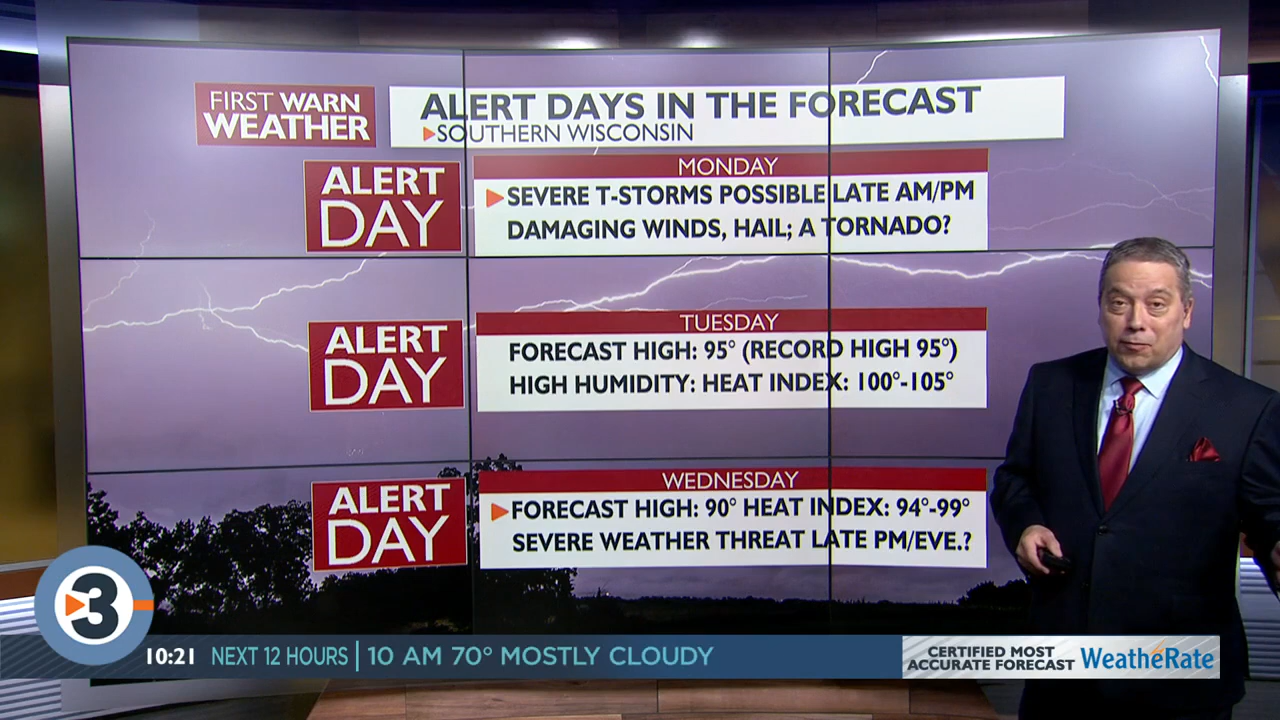 FIRST WARN
WEATHER
ALERT DAYS IN THE FORECAST
SOUTHERN WISCONSIN
ALERT
DAY
MONDAY
SEVERE T-STORMS POSSIBLE LATE AM/PM
DAMAGING WINDS, HAIL; A TORNADO?
ALERT
DAY
TUESDAY
FORECAST HIGH: 95° (RECORD HIGH 95°)
HIGH HUMIDITY: HEAT INDEX: 100°-105°
ALERT
DAY
WEDNESDAY
FORECAST HIGH: 90° HEAT INDEX: 94°-99°
SEVERE WEATHER THREAT LATE PM/EVE.?
3
10:21 NEXT 12 HOURS | 10 AM 70° MOSTLY CLOUDY
CERTIFIED MOST
ACCURATE FORECAST
WeatheRate